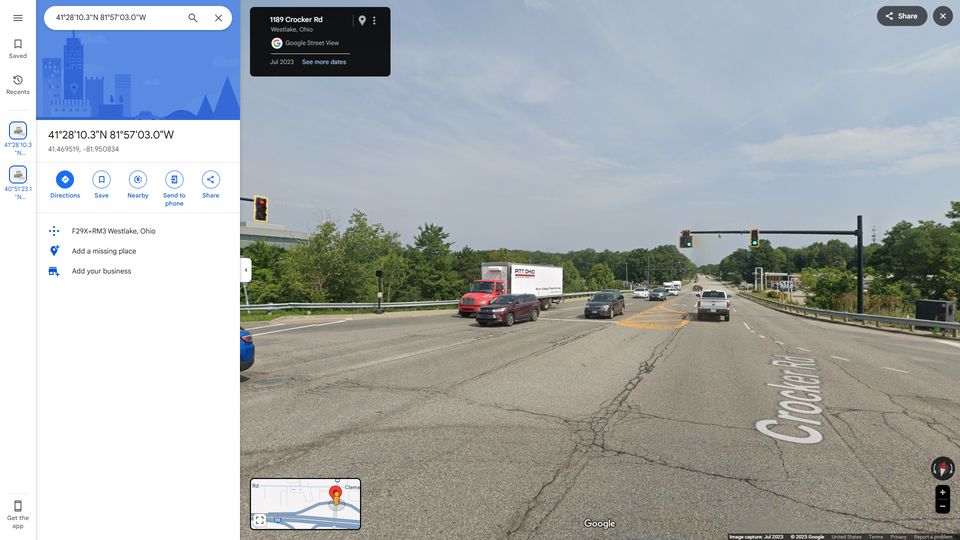 41°28'10.3"N 81°57'03.0"W
Saved
Recents
41°28'10.3
"N...
40°51'23.1
"N...
Get the
app
41°28'10.3"N 81°57'03.0"W
41.469519, -81.950834
Directions
Save
Nearby
Send to
phone
Share
F29X+RM3 Westlake, Ohio
Add a missing place
Add your business
1189 Crocker Rd
Westlake, Ohio
Google Street View
Jul 2023 See more dates
Share
PITT OHIO
Crocker Rd
Rd
Cleme
90
Google
Image capture: Jul 2023 © 2025 Google United States Terms Privacy Report a problem